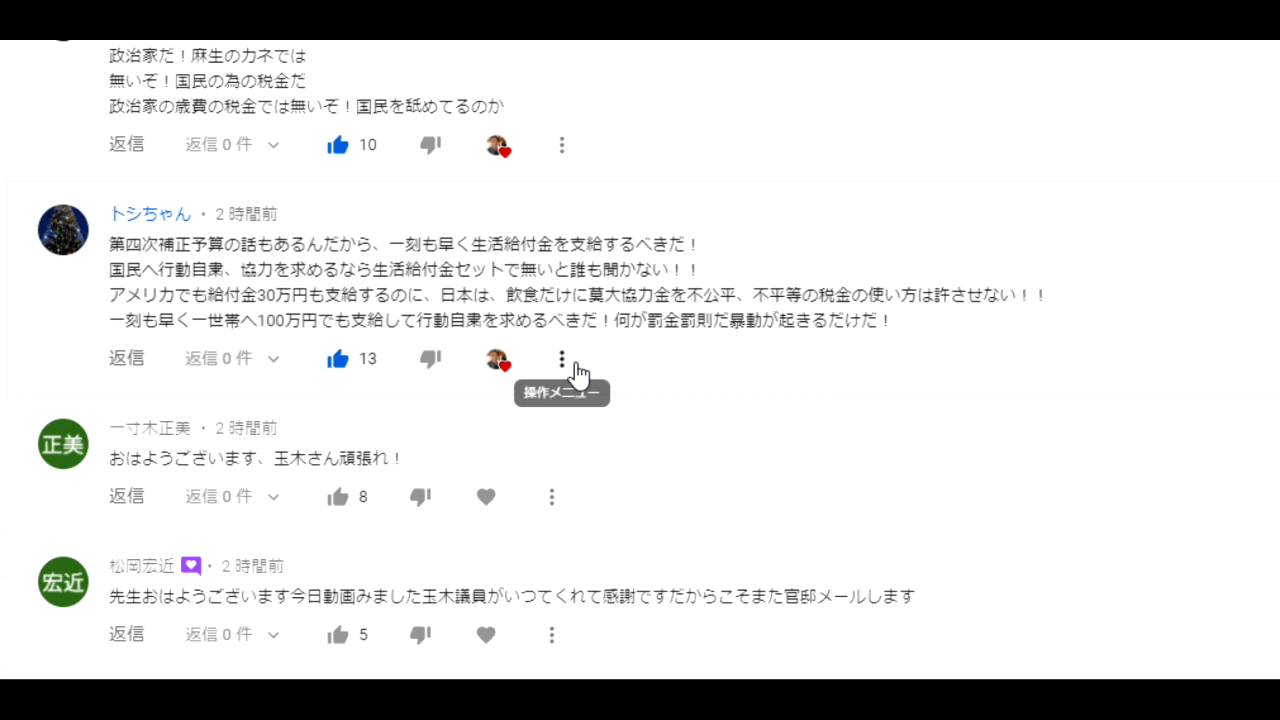 政治家だ！麻生のカネでは
無いぞ！国民の為の税金だ
政治家の歳費の税金では無いぞ！国民を舐めてるのか
返信 返信 0 件 10
トシちゃん ・ 2 時間前
第四次補正予算の話もあるんだから、一刻も早く生活給付金を支給するべきだ！
国民へ行動自粛、協力を求めるなら生活給付金セットで無いと誰も聞かない！！
アメリカでも給付金30万円も支給するのに、日本は、飲食だけに莫大協力金を不公平、不平等の税金の使い方は許させない！！
一刻も早く一世帯へ100万円でも支給して行動自粛を求めるべきだ！何が罰金罰則だ暴動が起きるだけだ！
返信 返信 0 件 13
操作メニュー
正美
一寸木正美 ・ 2 時間前
おはようございます、玉木さん頑張れ！
返信 返信 0 件 8
宏近
松岡宏近 ・ 2 時間前
先生おはようございます今日動画みました玉木議員がいつてくれて感謝ですだからこそまた官邸メールします
返信 返信 0 件 5